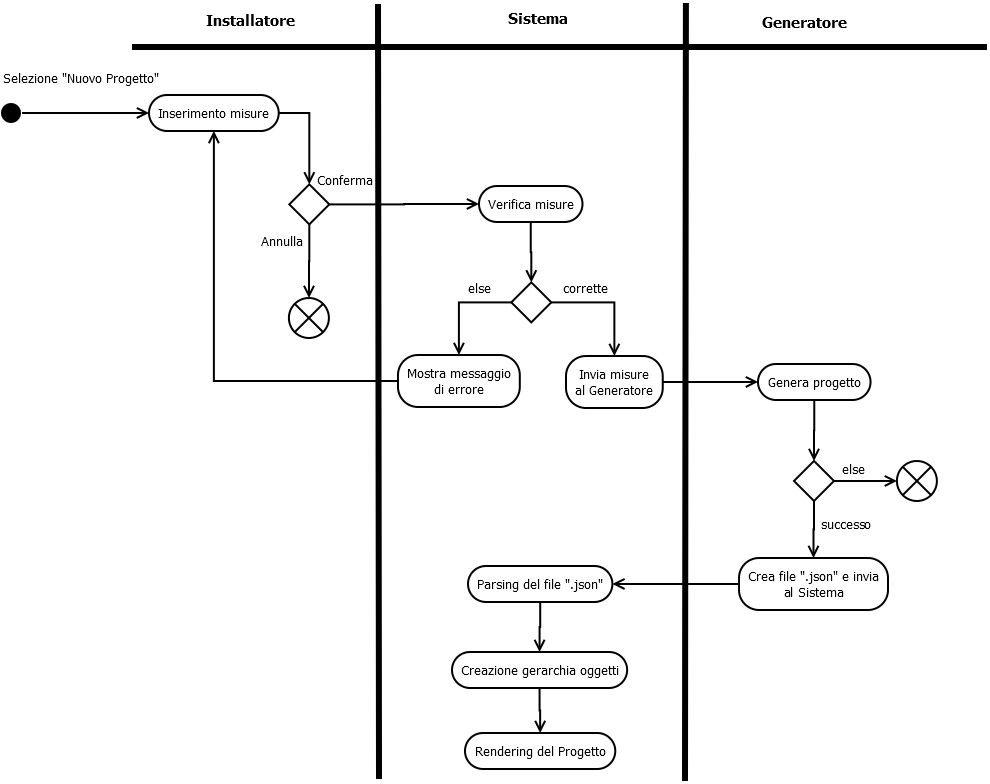 Installatore
Sistema
Generatore
Selezione "Nuovo Progetto"
Inserimento misure
Conferma
Verifica misure
Annulla
else
corrette
Mostra messaggio
di errore
Invia misure
al Generatore
Genera progetto
else
successo
Crea file ".json" e invia
al Sistema
Parsing del file ".json"
Creazione gerarchia oggetti
Rendering del Progetto